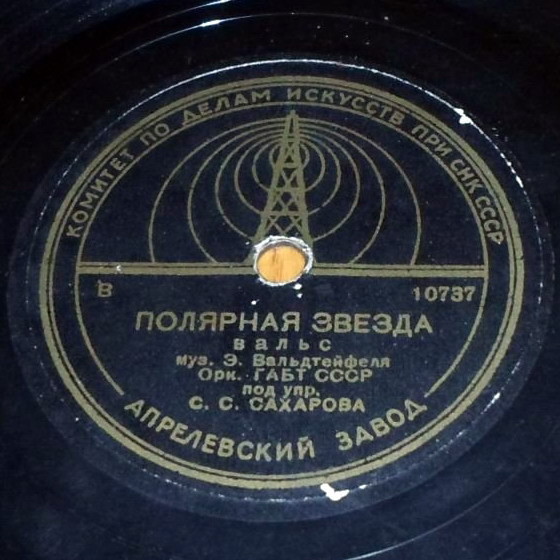 КОМИТЕТ ПО ДЕЛАМ ИСКУССТВ ПРИ СНК СССР
В 10737
ПОЛЯРНАЯ ЗВЕЗДА
вальс
муз. Э. Вальдтейфеля
Орк. ГАБТ СССР
под упр.
С. С. САХАРОВА
АПРЕЛЕВСКИЙ ЗАВОД